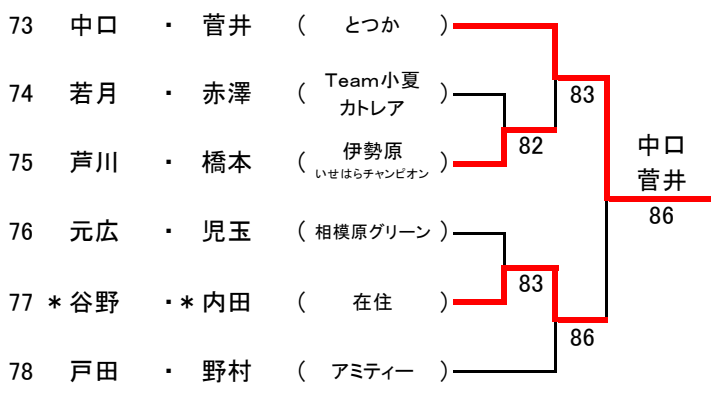 73 中口 ・ 菅井 ( とつか )
74 若月 ・ 赤澤 ( Team小夏
カトレア )
83
75 芦川 ・ 橋本 ( 伊勢原
いせはらチャンピオン )
82
中口
菅井
86
76 元広 ・ 児玉 ( 相模原グリーン )
77 *谷野 ・*内田 ( 在住 )
83
86
78 戸田 ・ 野村 ( アミティー )